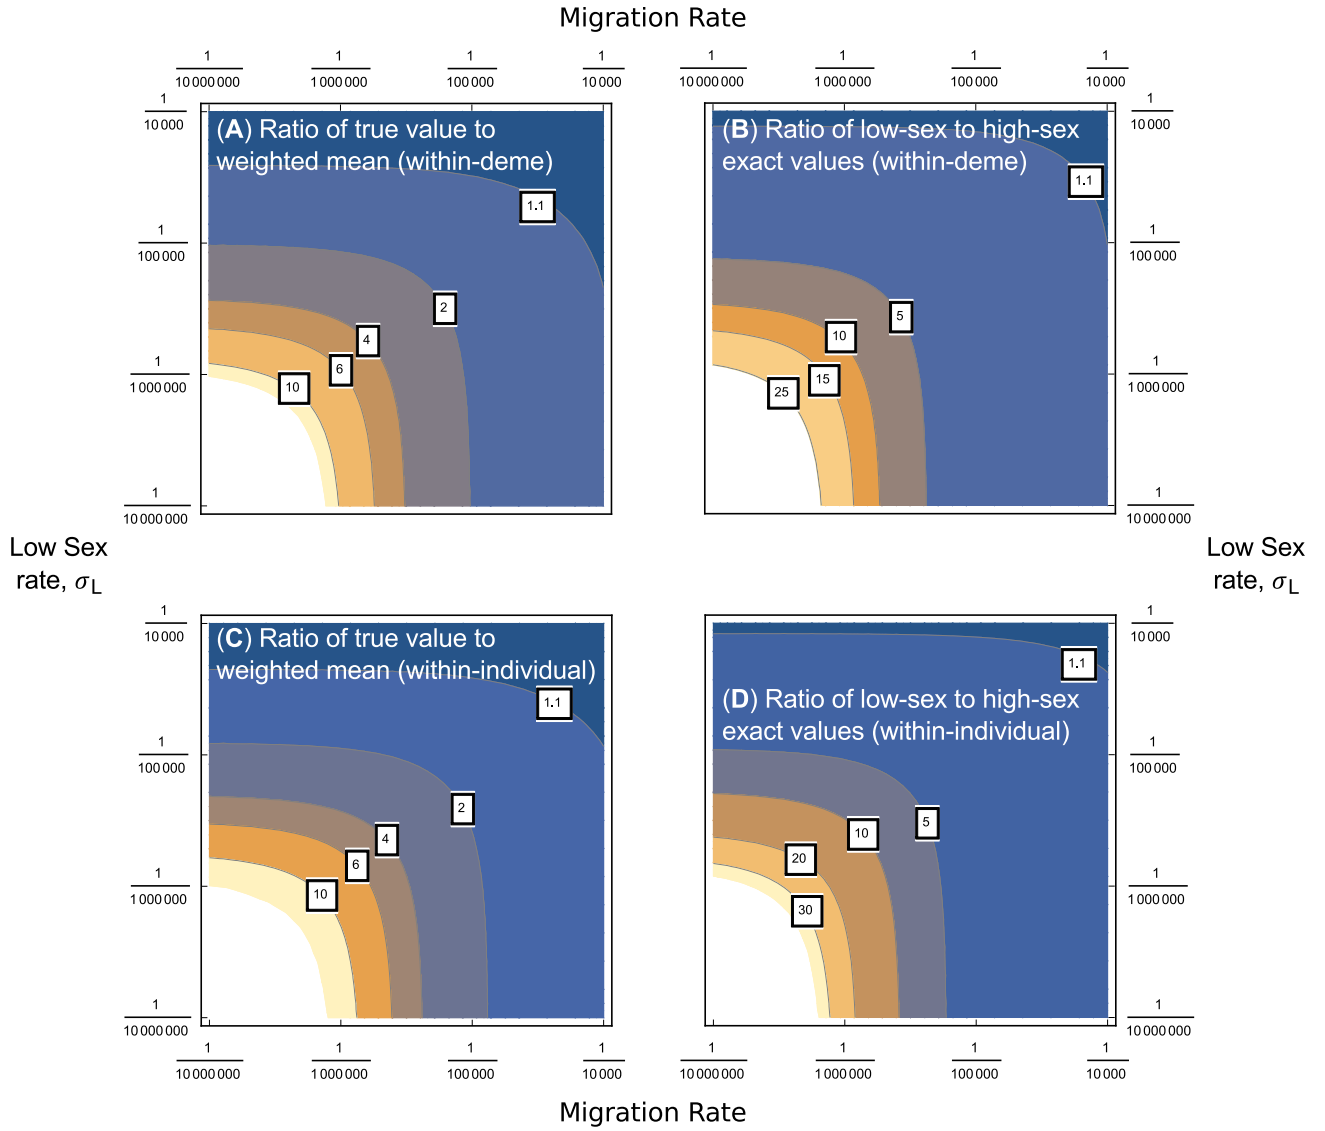 Migration Rate
1 1 1 1 1 1 1 1
10 000 000 1 000 000 100 000 10 000 10 000 000 1 000 000 100 000 10 000
1
10 000
(A) Ratio of true value to
weighted mean (within-deme)
1.1
1
100 000
2
4
6
1
1 000 000
10
1
10 000 000
(B) Ratio of low-sex to high-sex
exact values (within-deme)
1
10 000
1.1
1
100 000
5
10
15
1
1 000 000
25
1
10 000 000
Low Sex
rate, σL
Low Sex
rate, σL
1
10 000
(C) Ratio of true value to
weighted mean (within-individual)
1.1
1
100 000
2
4
6
1
1 000 000
10
1
10 000 000
1
10 000
1.1
(D) Ratio of low-sex to high-sex
exact values (within-individual)
1
100 000
5
10
20
1
1 000 000
30
1
10 000 000
1 1 1 1 1 1 1 1
10 000 000 1 000 000 100 000 10 000 10 000 000 1 000 000 100 000 10 000
Migration Rate